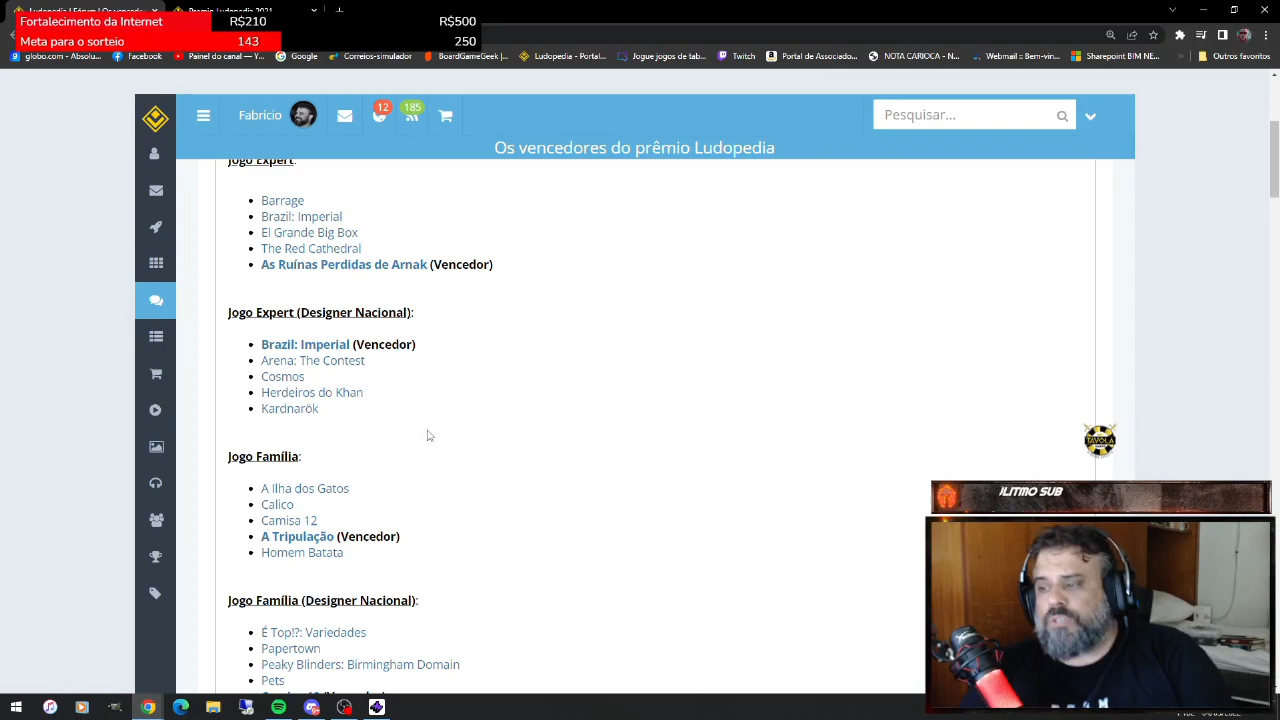 Fortalecimento da Internet R$210 R$500
Meta para o sorteio 143 250
globo.com - Absolu... Facebook Painel do canal — Y... Google Correios-simulador BoardGameGeek | ... Ludopedia - Portal... Jogue jogos de tab... Twitch Portal de Associado... NOTA CARIOCA - N... Webmail :: Bem-vin... Sharepoint BIM NE... Outros favoritos
Fabricio 12 185 Pesquisar...
Os vencedores do prêmio Ludopedia
Jogo Expert:
Barrage
Brazil: Imperial
El Grande Big Box
The Red Cathedral
As Ruínas Perdidas de Arnak (Vencedor)
Jogo Expert (Designer Nacional):
Brazil: Imperial (Vencedor)
Arena: The Contest
Cosmos
Herdeiros do Khan
Kardnarök
TAVOLA
Jogo Família:
A Ilha dos Gatos
Calico
Camisa 12
A Tripulação (Vencedor)
Homem Batata
ILITMO SUB
Jogo Família (Designer Nacional):
É Top!?: Variedades
Papertown
Peaky Blinders: Birmingham Domain
Pets